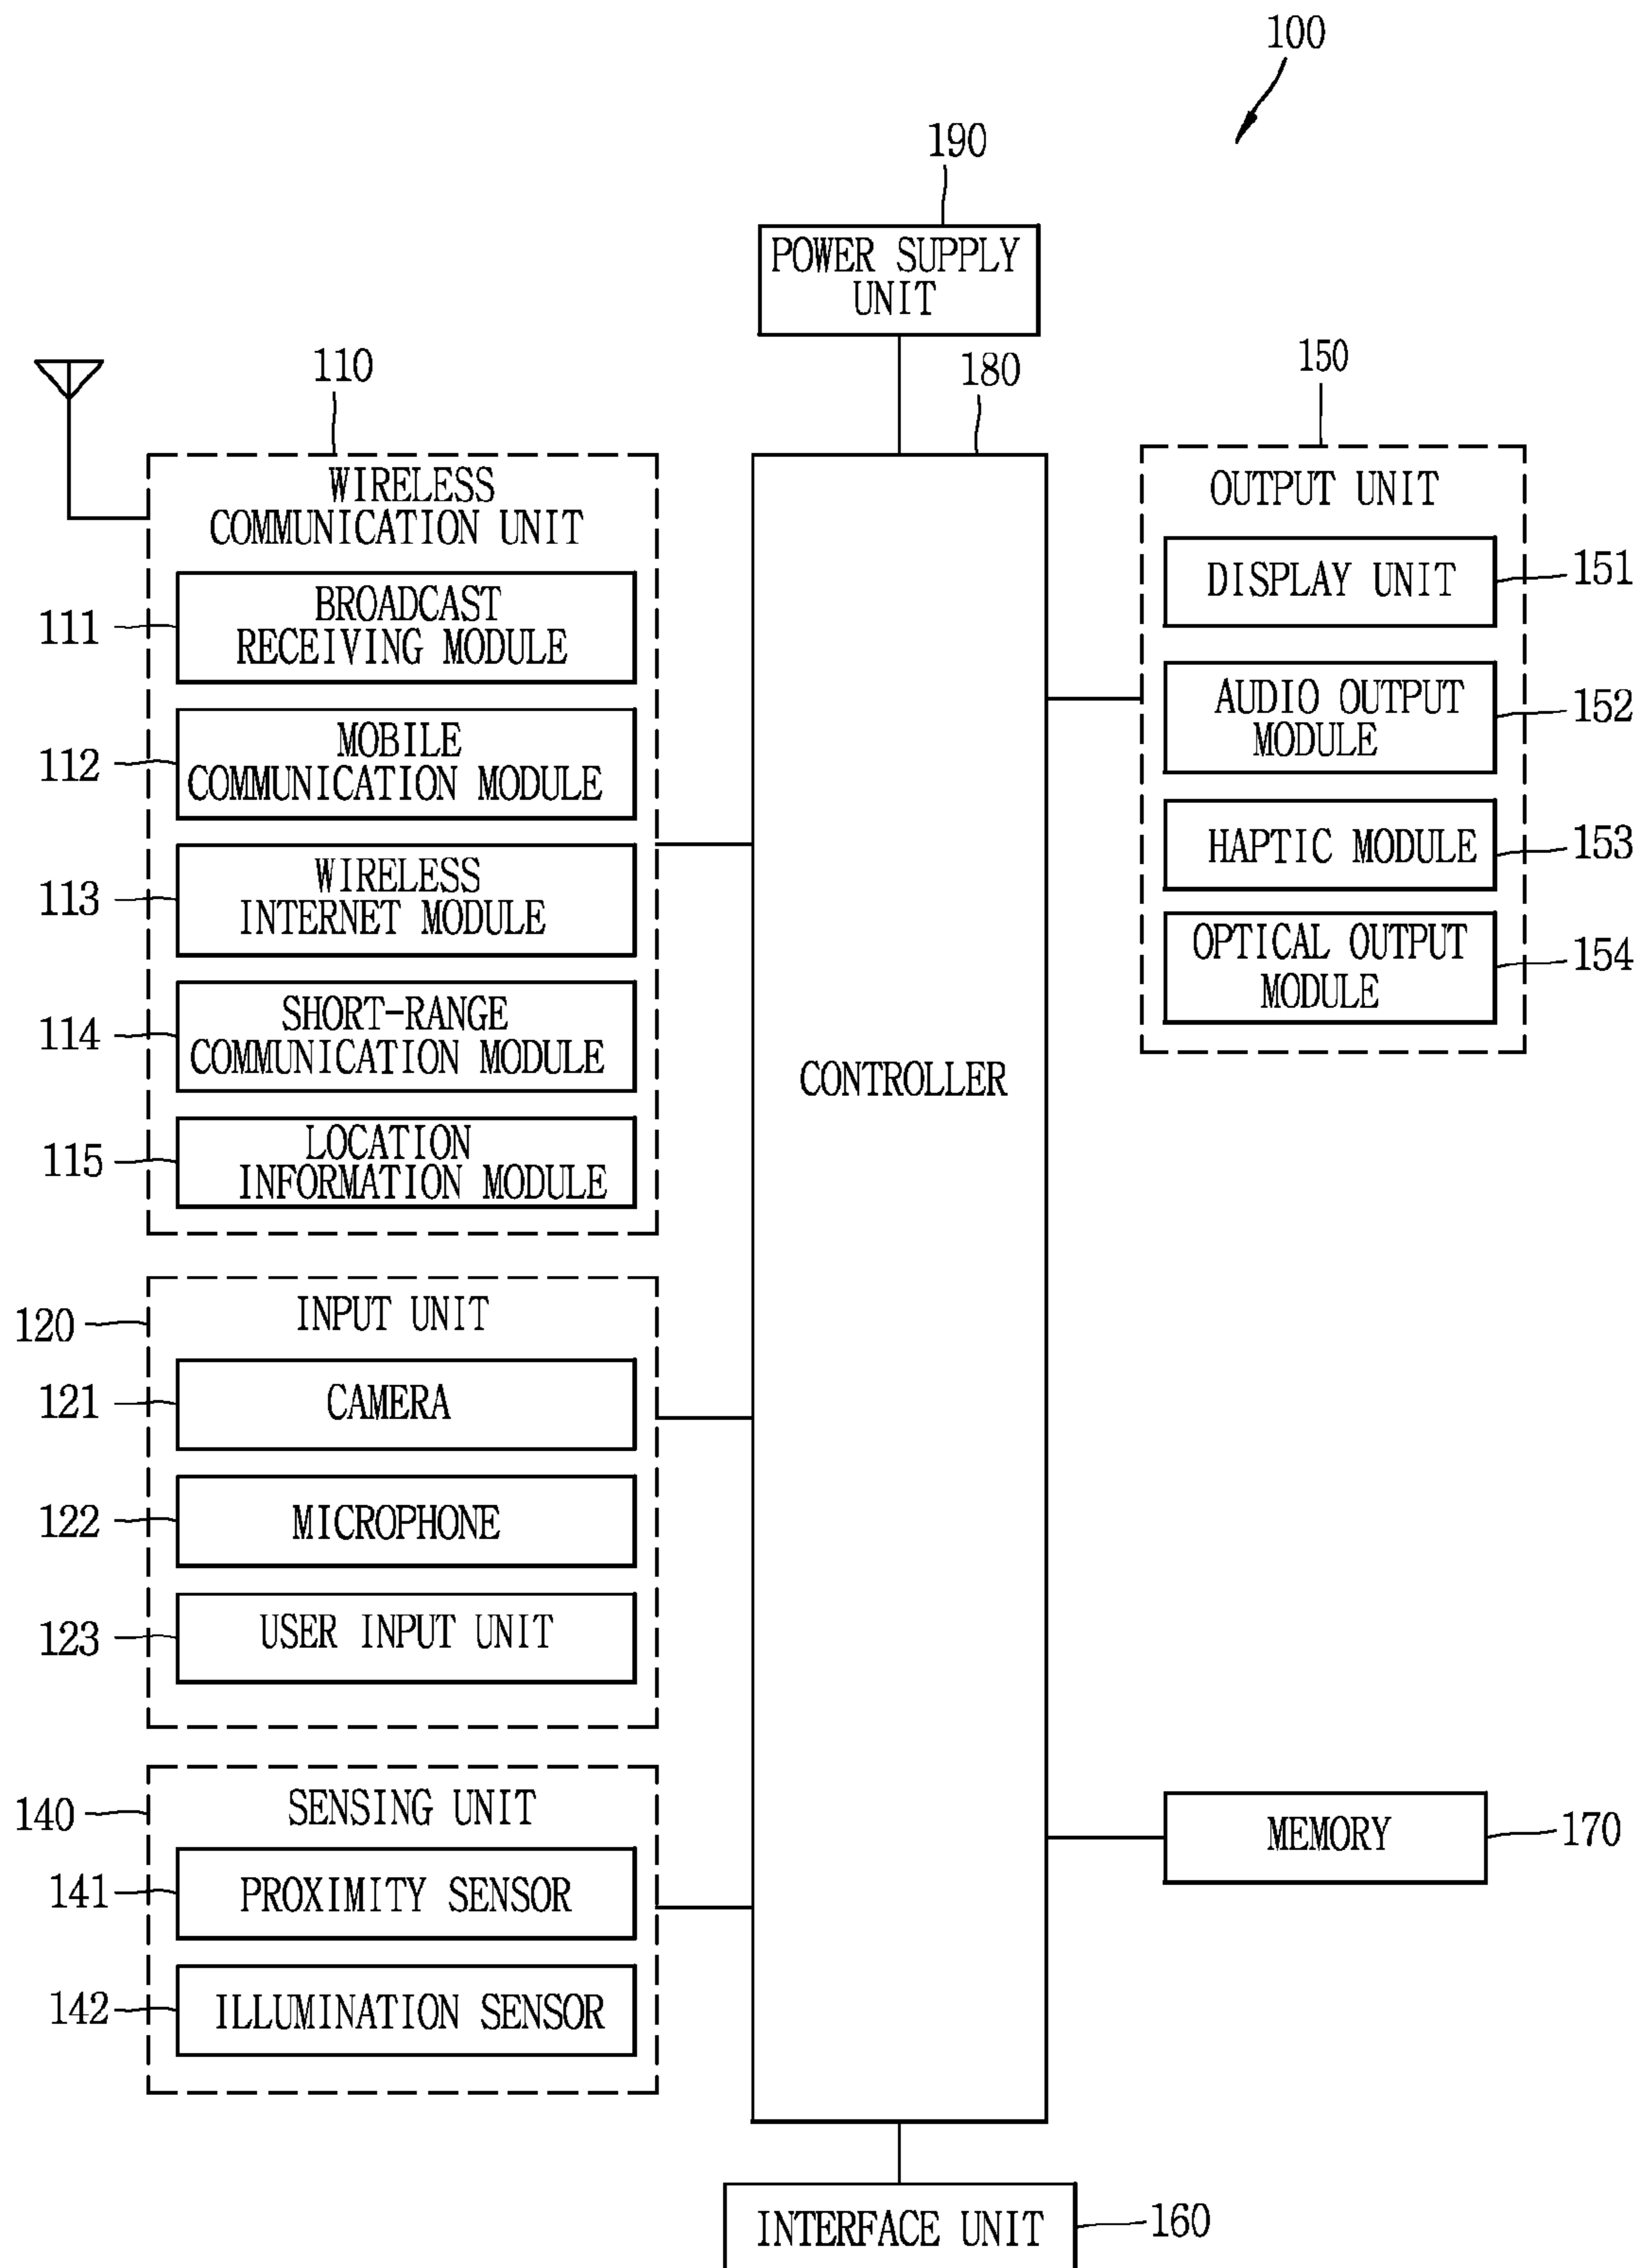 100
190
POWER SUPPLY
UNIT
110
180
150
WIRELESS
COMMUNICATION UNIT
111
BROADCAST
RECEIVING MODULE
112
MOBILE
COMMUNICATION MODULE
113
WIRELESS
INTERNET MODULE
114
SHORT-RANGE
COMMUNICATION MODULE
115
LOCATION
INFORMATION MODULE
120
INPUT UNIT
121
CAMERA
122
MICROPHONE
123
USER INPUT UNIT
140
SENSING UNIT
141
PROXIMITY SENSOR
142
ILLUMINATION SENSOR
CONTROLLER
OUTPUT UNIT
DISPLAY UNIT
151
AUDIO OUTPUT
MODULE
152
HAPTIC MODULE
153
OPTICAL OUTPUT
MODULE
154
MEMORY
170
INTERFACE UNIT
160